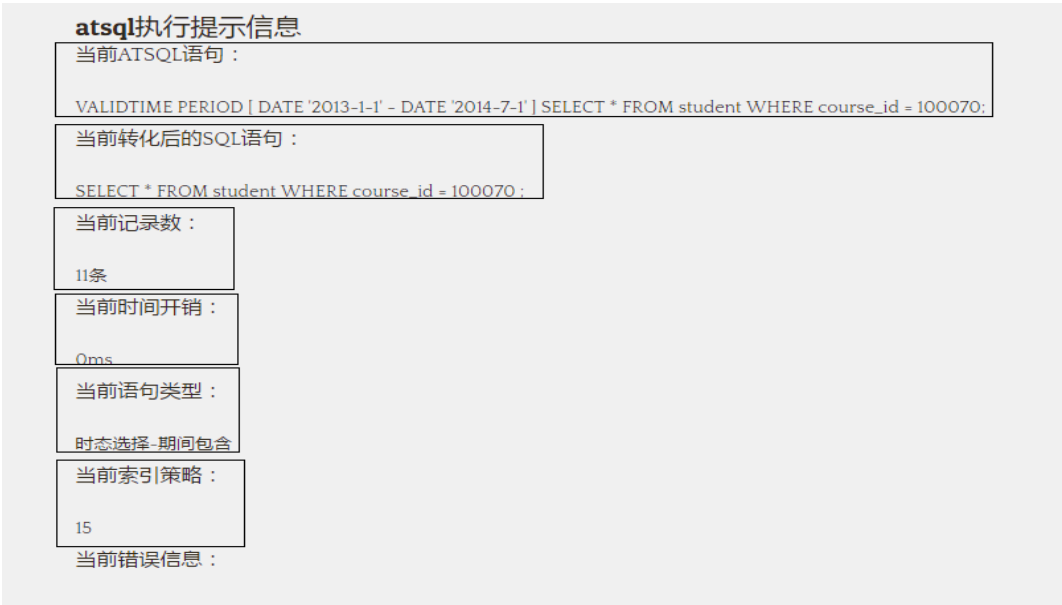 atsql执行提示信息
当前ATSQL语句：
VALIDTIME PERIOD [ DATE '2013-1-1' - DATE '2014-7-1' ] SELECT * FROM student WHERE course_id = 100070;
当前转化后的SQL语句：
SELECT * FROM student WHERE course_id = 100070 ;
当前记录数：
11条
当前时间开销：
0ms
当前语句类型：
时态选择-期间包含
当前索引策略：
15
当前错误信息：